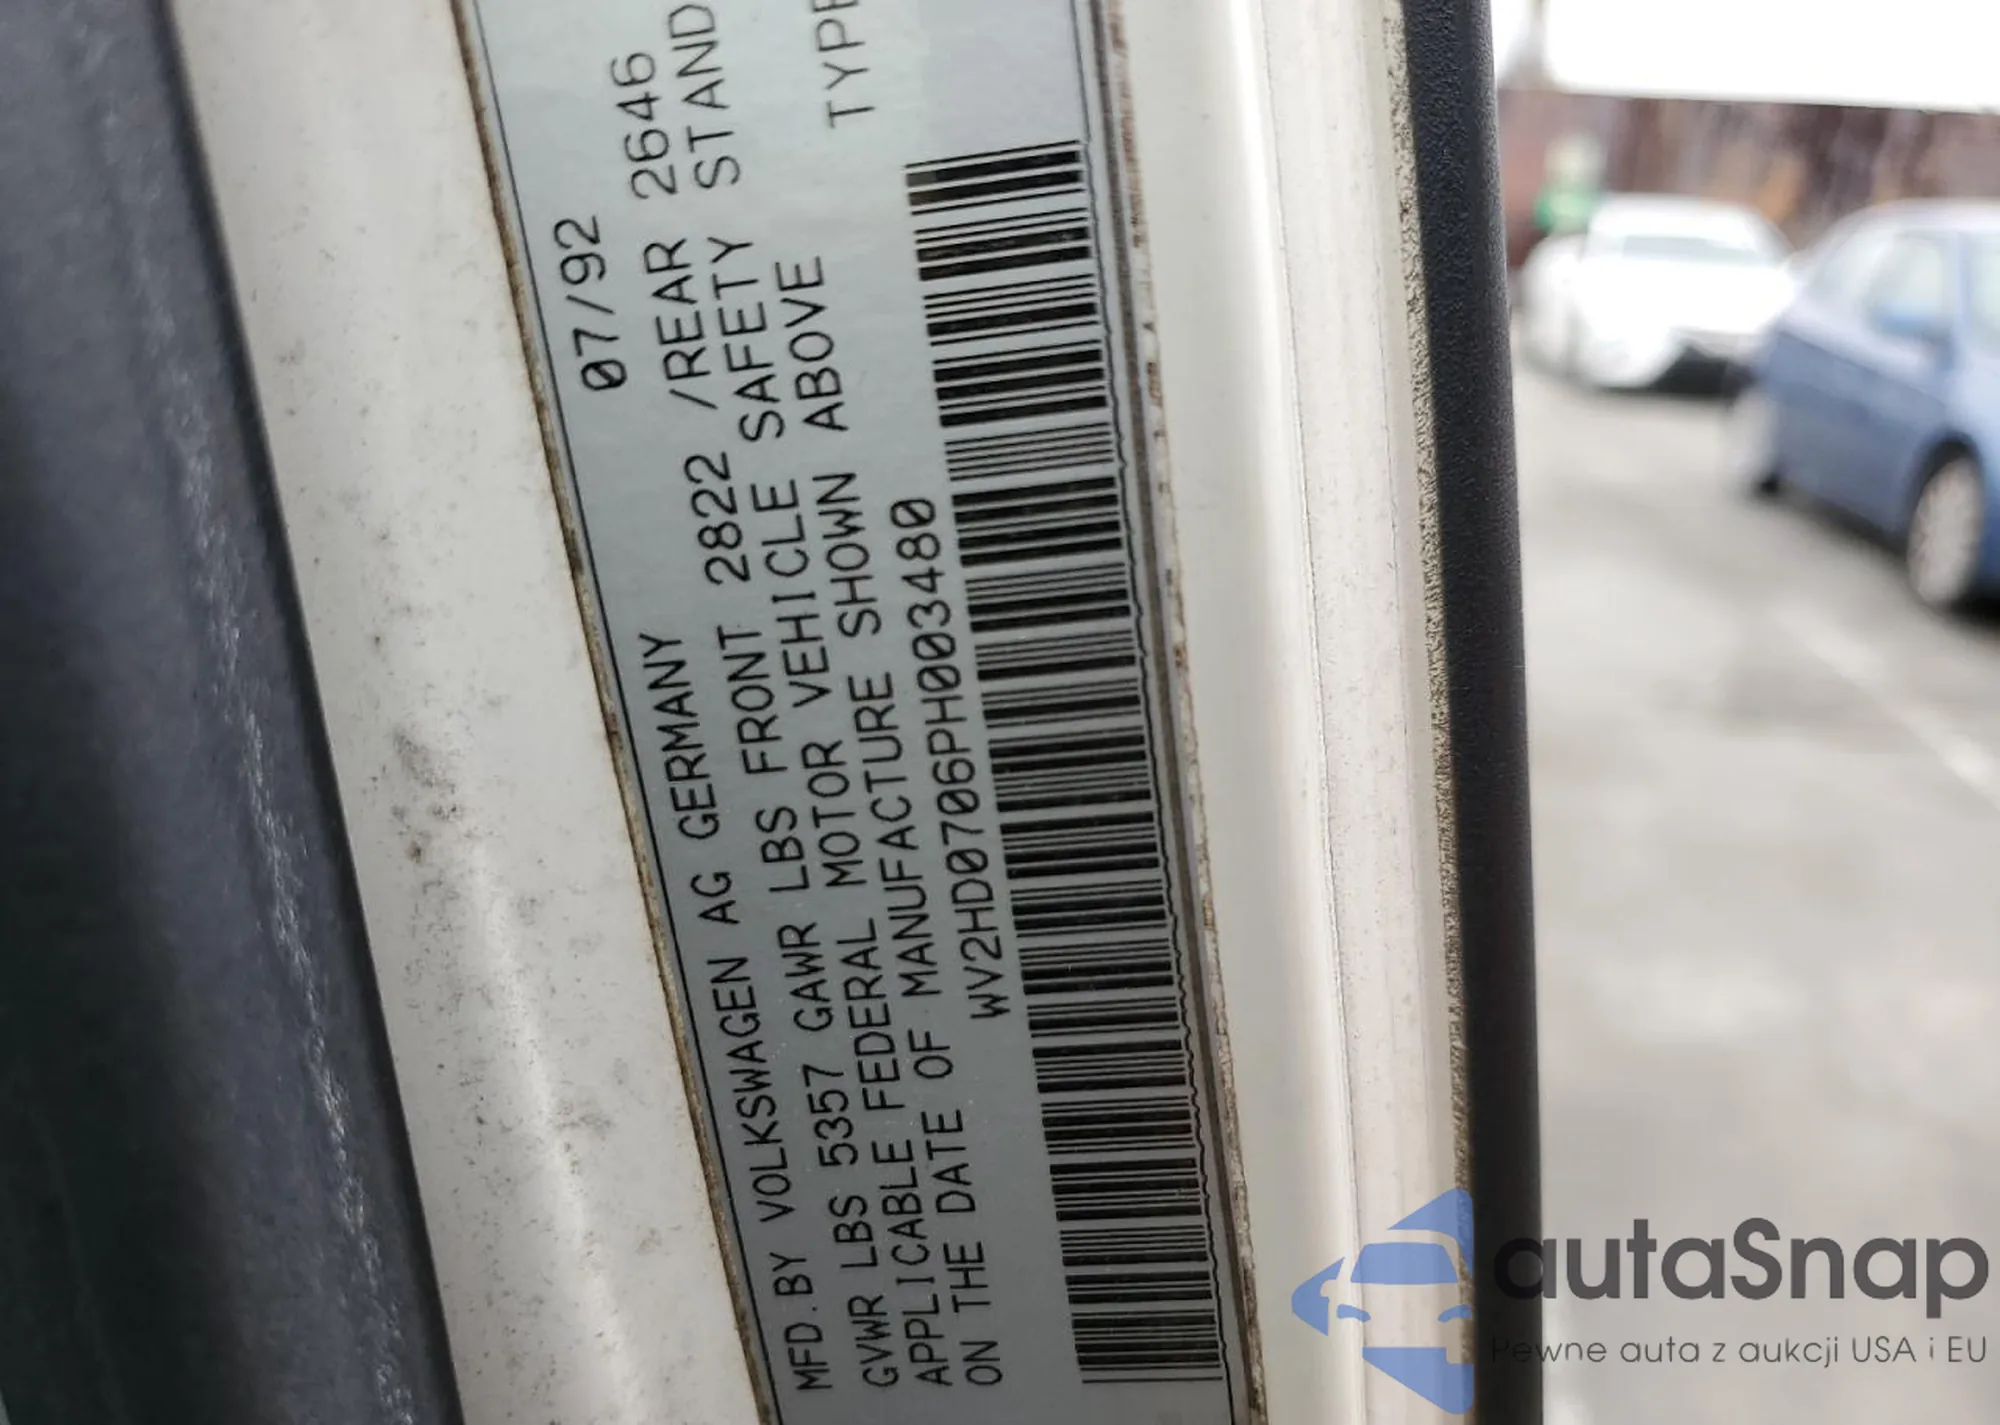 MFD.BY VOLKSWAGEN AG GERMANY 07/92
GVWR LBS 5357 GAWR LBS FRONT 2822 /REAR 2646
APPLICABLE FEDERAL MOTOR VEHICLE SAFETY STAND
ON THE DATE OF MANUFACTURE SHOWN ABOVE
WV2HD0706PH003480 TYPE
autaSnap
Pewne auta z aukcji USA i EU